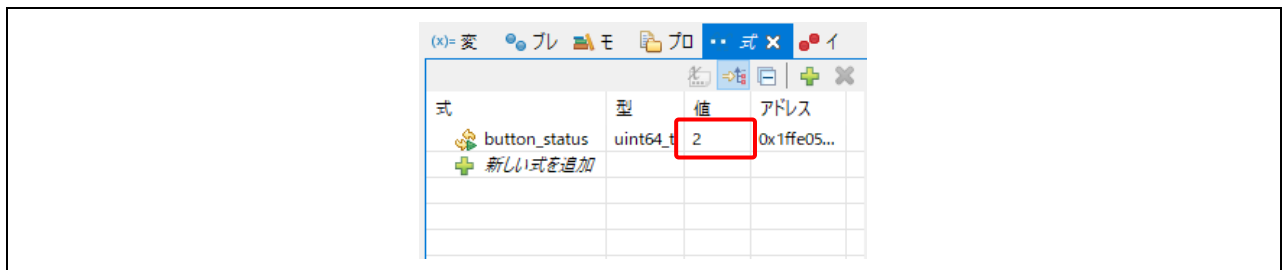 (x)= 変 ブレ モ プロ 式 イ
式 型 値 アドレス
button_status uint64_t 2 0x1ffe05...
新しい式を追加